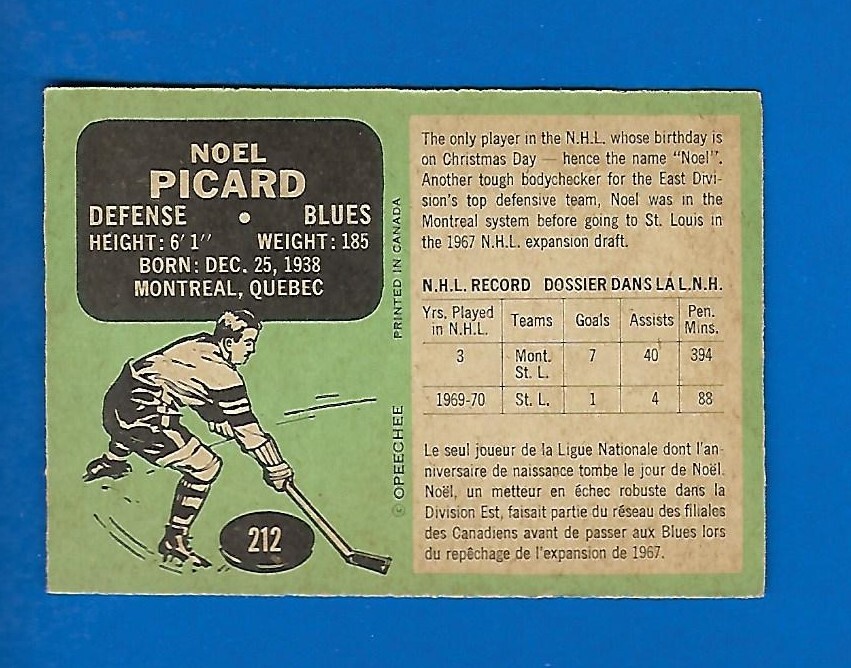 NOEL
PICARD
DEFENSE • BLUES
HEIGHT: 6' 1'' WEIGHT: 185
BORN: DEC. 25, 1938
MONTREAL, QUEBEC
212
PRINTED IN CANADA
© OPEECHEE
The only player in the N.H.L. whose birthday is
on Christmas Day — hence the name "Noel".
Another tough bodychecker for the East Divi-
sion's top defensive team, Noel was in the
Montreal system before going to St. Louis in
the 1967 N.H.L. expansion draft.
N.H.L. RECORD DOSSIER DANS LA L.N.H.
Yrs. Played in N.H.L. Teams Goals Assists Pen. Mins.
3 Mont. St. L. 7 40 394
1969-70 St. L. 1 4 88
Le seul joueur de la Ligue Nationale dont l'an-
niversaire de naissance tombe le jour de Noël.
Noël, un metteur en échec robuste dans la
Division Est, faisait partie du réseau des filiales
des Canadiens avant de passer aux Blues lors
du repêchage de l'expansion de 1967.